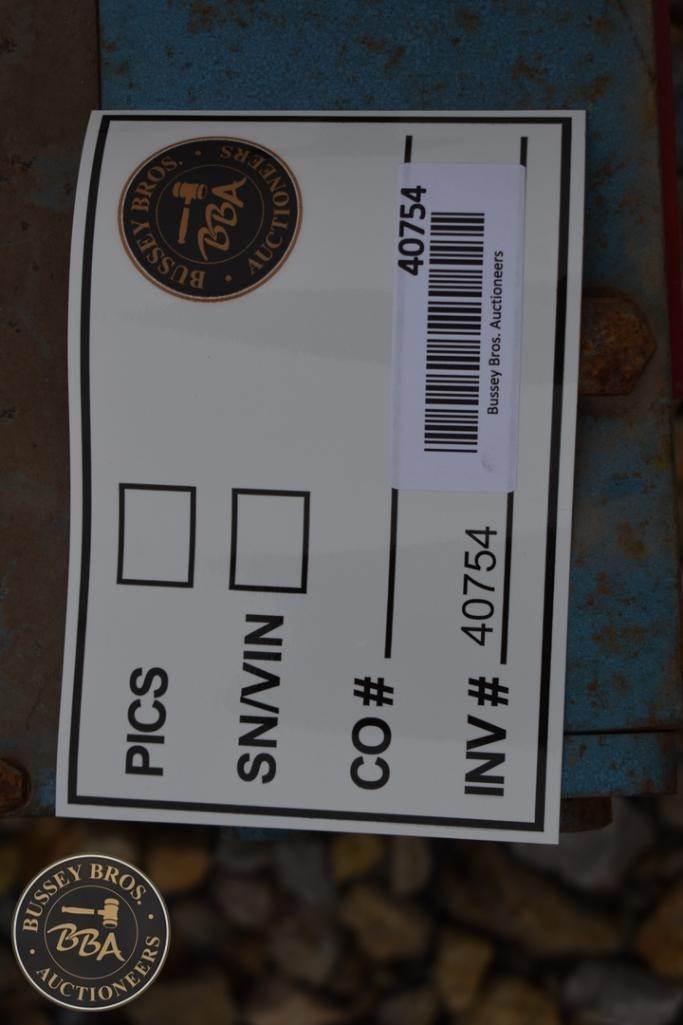 PICS
SN/VIN
CO #
INV # 40754
40754
Bussey Bros. Auctioneers
BUSSEY BROS. • AUCTIONEERS •
BBA
BUSSEY BROS. • AUCTIONEERS •
BBA